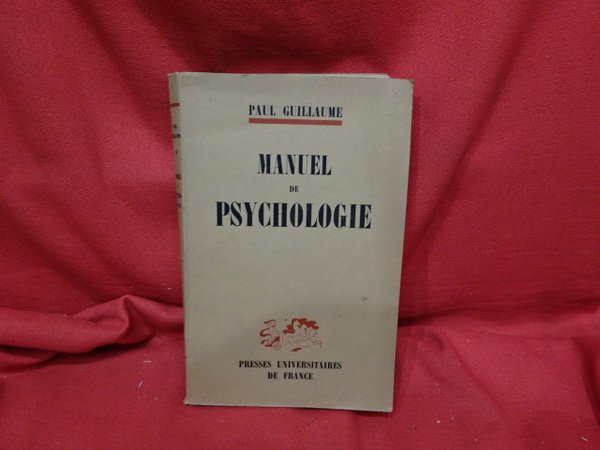 PAUL GUILLAUME
MANUEL
DE
PSYCHOLOGIE
PRESSES UNIVERSITAIRES
DE FRANCE